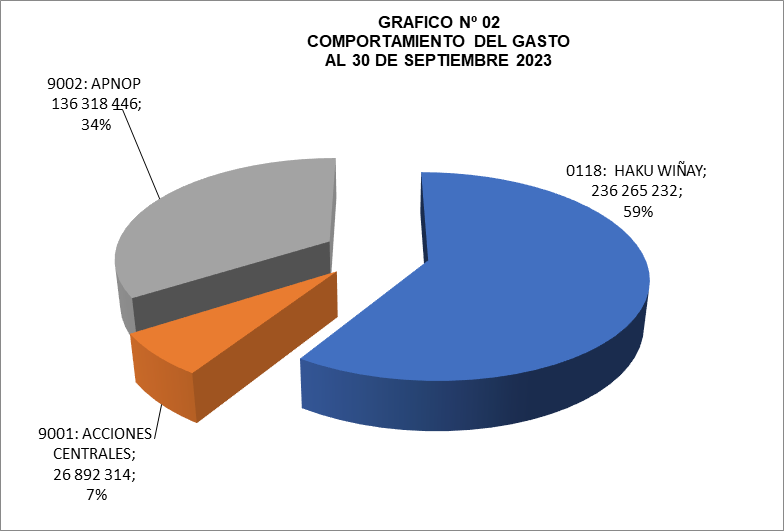 GRAFICO Nº 02
COMPORTAMIENTO DEL GASTO
AL 30 DE SEPTIEMBRE 2023
9002: APNOP
136 318 446;
34%
0118: HAKU WIÑAY;
236 265 232;
59%
9001: ACCIONES
CENTRALES;
26 892 314;
7%